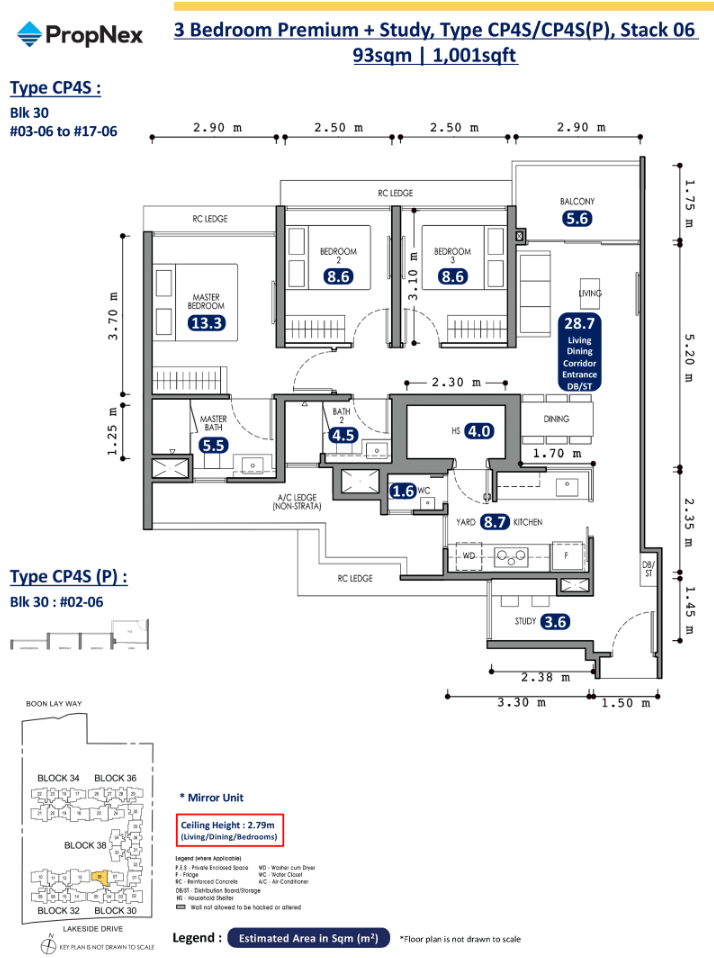 PropNex
3 Bedroom Premium + Study, Type CP4S/CP4S(P), Stack 06
93sqm | 1,001sqft
Type CP4S :
Blk 30
#03-06 to #17-06
2.90 m
2.50 m
2.50 m
2.90 m
RC LEDGE
RC LEDGE
BALCONY
5.6
1.75 m
BEDROOM
2
8.6
BEDROOM
3
8.6
3.10 m
MASTER
BEDROOM
13.3
3.70 m
LIVING
28.7
Living
Dining
Corridor
Entrance
DB/ST
5.20 m
2.30 m
1.25 m
MASTER
BATH
5.5
BATH
2
4.5
HS 4.0
DINING
1.70 m
A/C LEDGE
(NON-STRATA)
1.6 WC
YARD 8.7 KITCHEN
2.35 m
WD
F
RC LEDGE
DB/
ST
STUDY 3.6
1.45 m
2.38 m
3.30 m
1.50 m
Type CP4S (P) :
Blk 30 : #02-06
BOON LAY WAY
BLOCK 34
BLOCK 36
BLOCK 38
BLOCK 32
BLOCK 30
LAKESIDE DRIVE
N
KEY PLAN IS NOT DRAWN TO SCALE
* Mirror Unit
Ceiling Height : 2.79m
(Living/Dining/Bedrooms)
Legend (where Applicable)
P.E.S - Private Enclosed Space
WD - Washer cum Dryer
F - Fridge
WC - Water Closet
RC - Reinforced Concrete
A/C - Air-Conditioner
DB/ST - Distribution Board/Storage
HS - Household Shelter
Wall not allowed to be hacked or altered
Legend :
Estimated Area in Sqm (m²)
*Floor plan is not drawn to scale